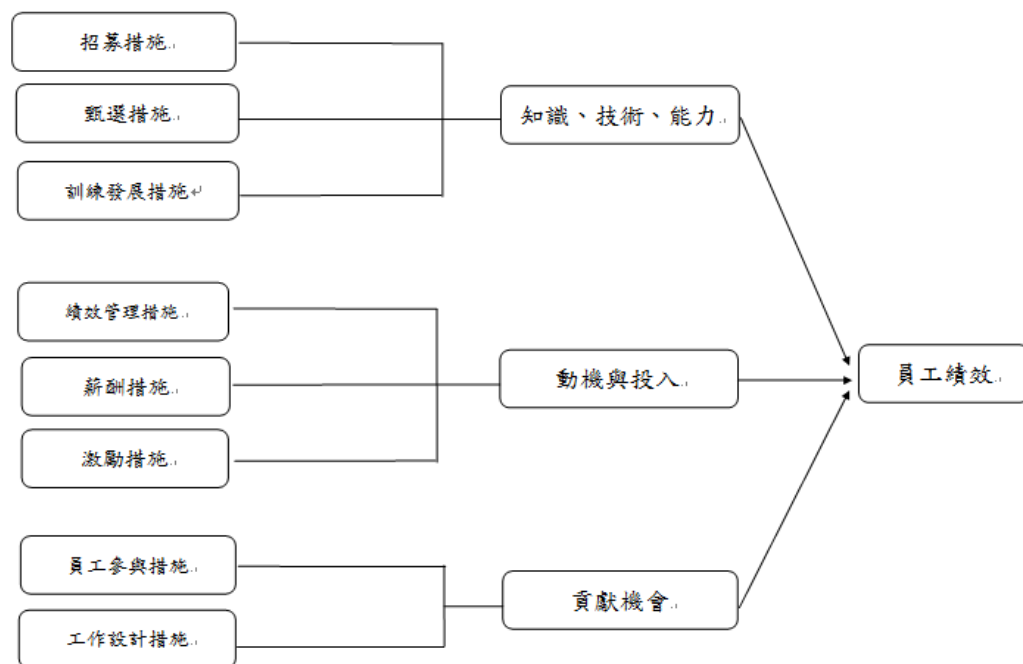 招募措施
甄選措施
訓練發展措施
知識、技術、能力
績效管理措施
薪酬措施
激勵措施
動機與投入
員工績效
員工參與措施
工作設計措施
貢獻機會